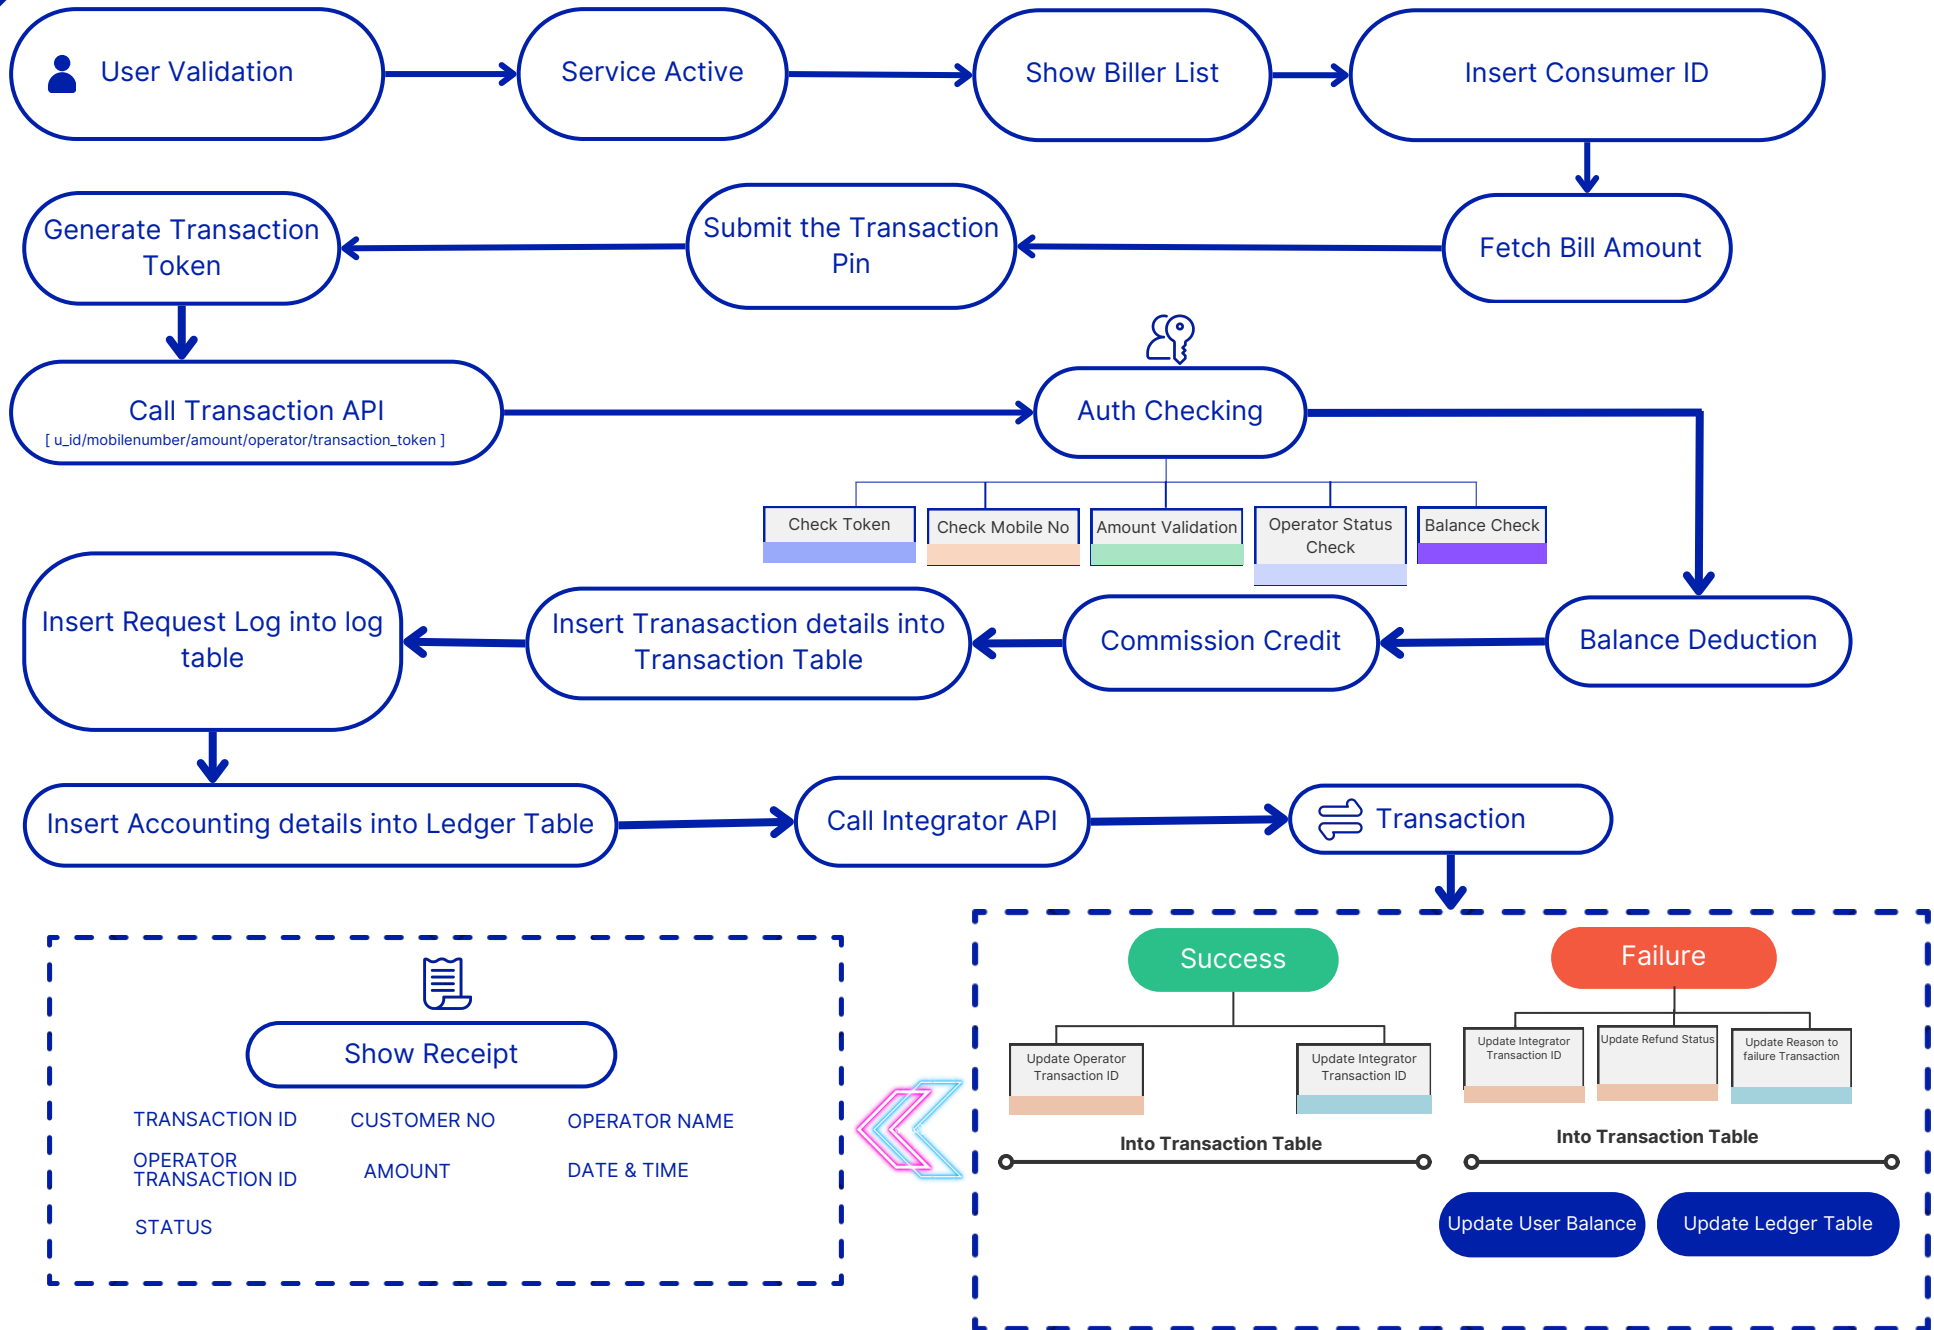 User Validation
Service Active
Show Biller List
Insert Consumer ID
Generate Transaction
Token
Submit the Transaction
Pin
Fetch Bill Amount
Call Transaction API
[ u_id/mobilenumber/amount/operator/transaction_token ]
Auth Checking
Check Token
Check Mobile No
Amount Validation
Operator Status
Check
Balance Check
Insert Request Log into log
table
Insert Tranasaction details into
Transaction Table
Commission Credit
Balance Deduction
Insert Accounting details into Ledger Table
Call Integrator API
Transaction
Success
Failure
Update Operator
Transaction ID
Update Integrator
Transaction ID
Update Integrator
Transaction ID
Update Refund Status
Update Reason to
failure Transaction
Into Transaction Table
Into Transaction Table
Update User Balance
Update Ledger Table
Show Receipt
TRANSACTION ID
CUSTOMER NO
OPERATOR NAME
OPERATOR
TRANSACTION ID
AMOUNT
DATE & TIME
STATUS